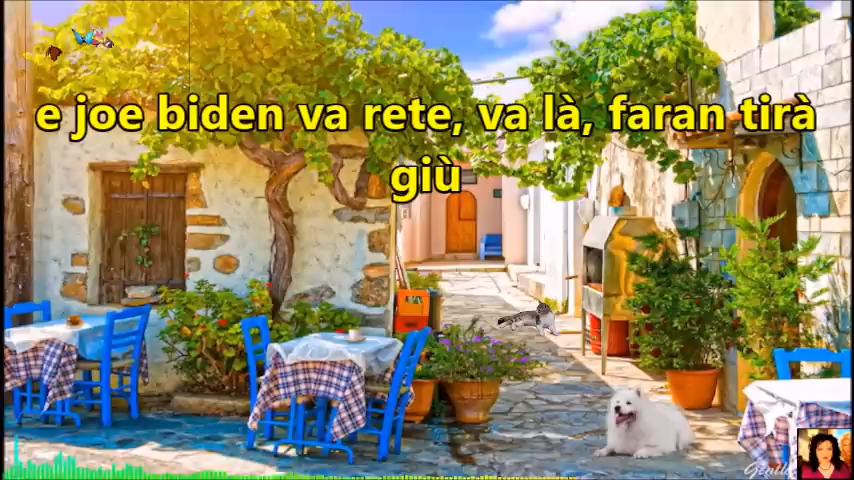 e joe biden va rete, va là, faran tirà
giù